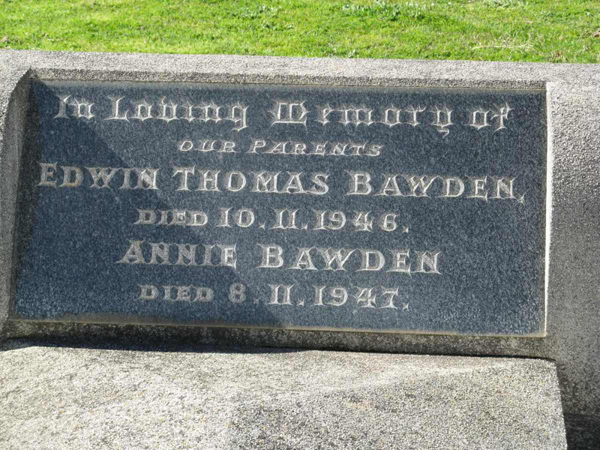 In Loving Memory of
OUR PARENTS
EDWIN THOMAS BAWDEN,
DIED 10.11.1946.
ANNIE BAWDEN
DIED 8.11.1947.